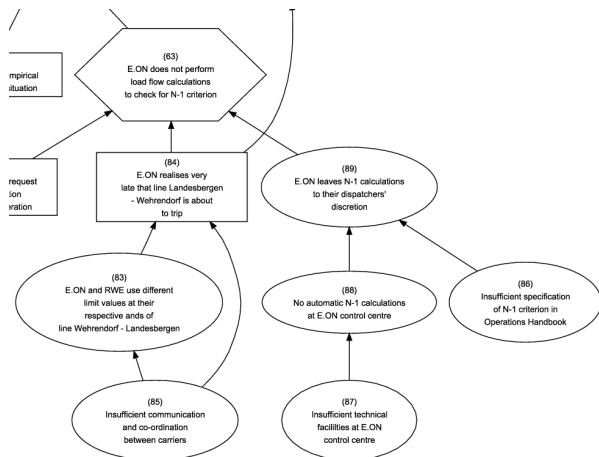 (63)
E.ON does not perform
load flow calculations
to check for N-1 criterion
mpirical
situation
(84)
E.ON realises very
late that line Landesbergen
- Wehrendorf is about
to trip
(89)
E.ON leaves N-1 calculations
to their dispatchers'
discretion
request
tion
eration
(83)
E.ON and RWE use different
limit values at their
respective ands of
line Wehrendorf - Landesbergen
(88)
No automatic N-1 calculations
at E.ON control centre
(86)
Insufficient specification
of N-1 criterion in
Operations Handbook
(85)
Insufficient communication
and co-ordination
between carriers
(87)
Insufficient technical
facililties at E.ON
control centre